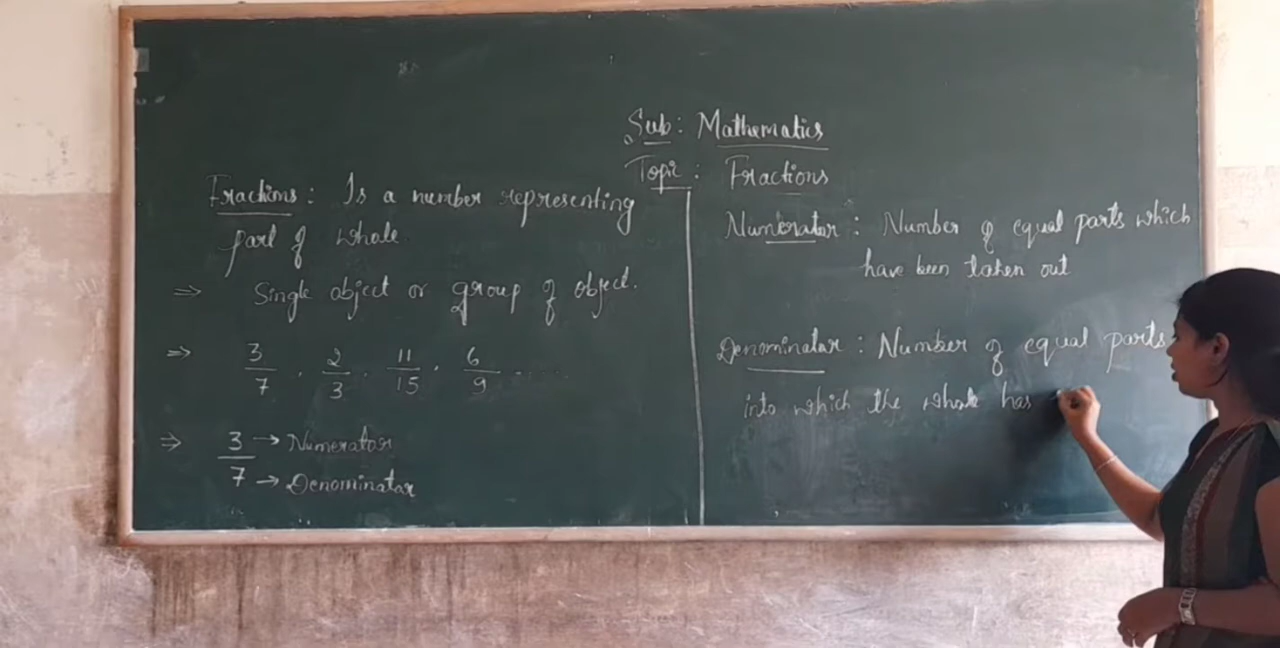 Sub: Mathematics
Topic: Fractions
Fractions: Is a number representing
part of whole.
⇒ Single object or group of object.
⇒ 3/7 , 2/3 , 11/15 , 6/9 ....
⇒ 3 → Numerator
7 → Denominatar
Numerator: Number of equal parts which
have been taken out
Denominatar: Number of equal parts
into which the whole has